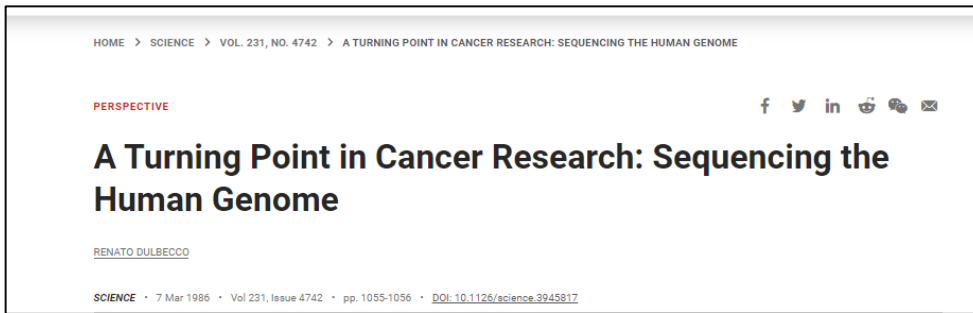 HOME > SCIENCE > VOL. 231, NO. 4742 > A TURNING POINT IN CANCER RESEARCH: SEQUENCING THE HUMAN GENOME
PERSPECTIVE
A Turning Point in Cancer Research: Sequencing the
Human Genome
RENATO DULBECCO
SCIENCE • 7 Mar 1986 • Vol 231, Issue 4742 • pp. 1055-1056 • DOI: 10.1126/science.3945817